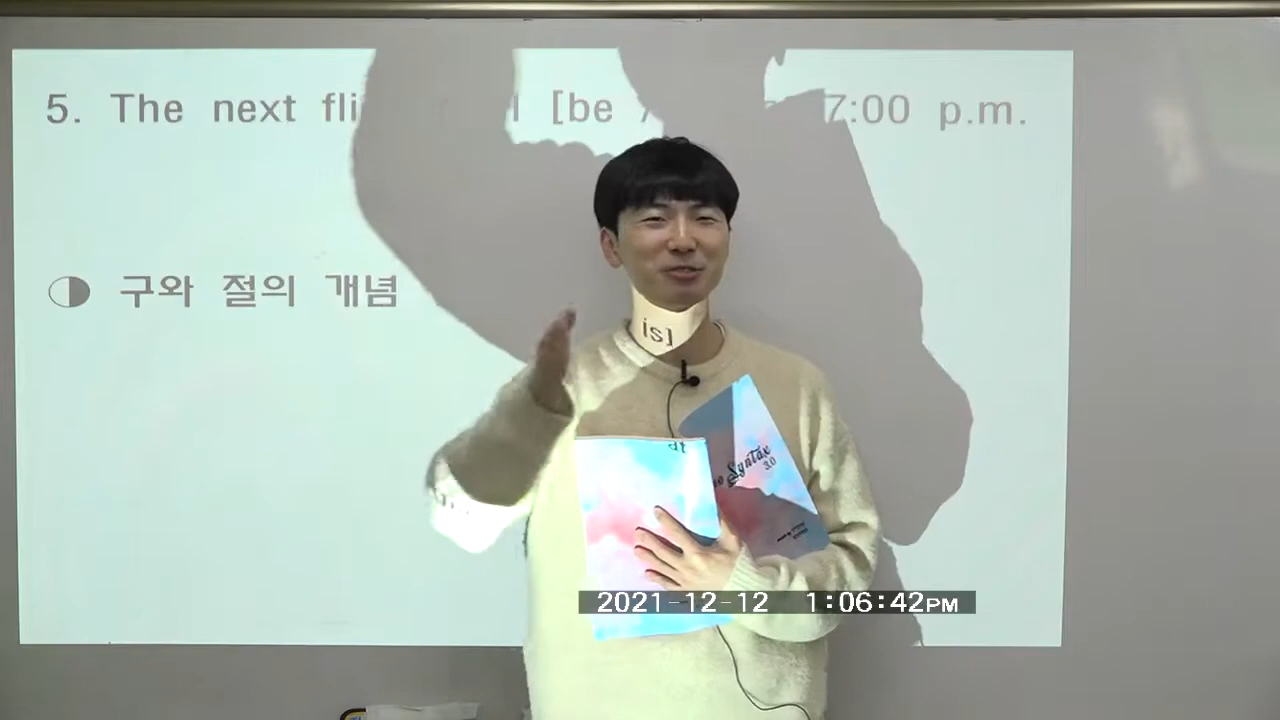 5. The next fli [be / is] at 7:00 p.m.
구와 절의 개념
Syntax
3.0
2021-12-12 1:06:42PM